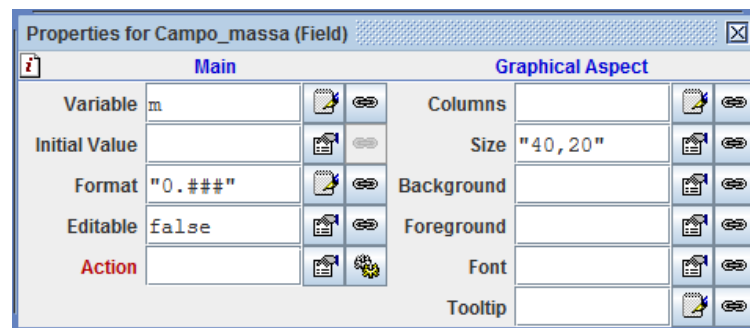 Properties for Campo_massa (Field)
Main Graphical Aspect
Variable m Columns
Initial Value Size "40,20"
Format "0.###" Background
Editable false Foreground
Action Font
Tooltip